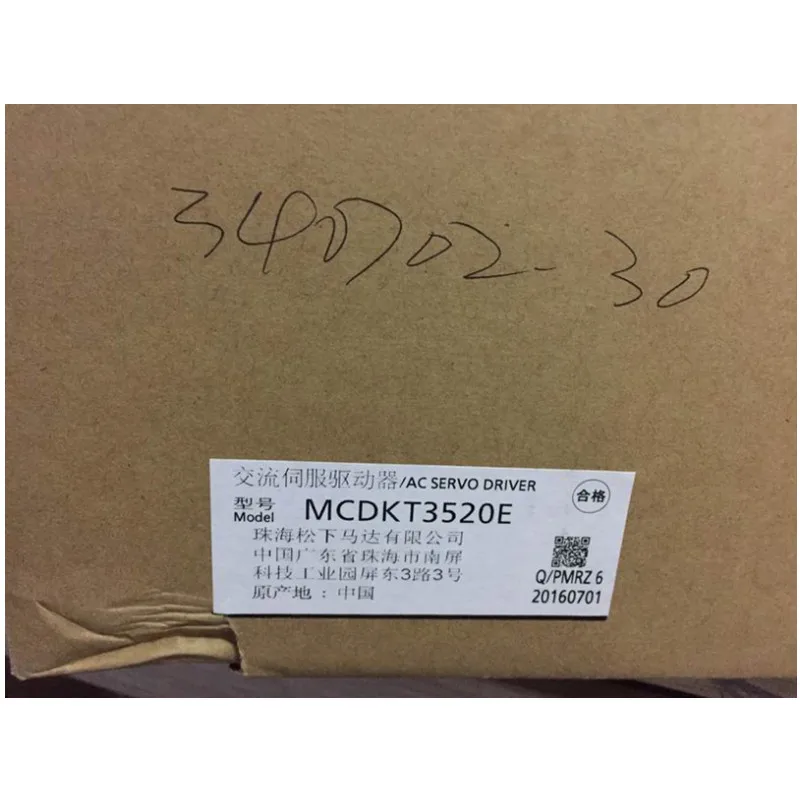 340702-30
交流伺服驱动器/AC SERVO DRIVER
合格
型号
Model MCDKT3520E
珠海松下马达有限公司
中国广东省珠海市南屏
科技工业园屏东3路3号
原产地：中国
Q/PMRZ 6
20160701